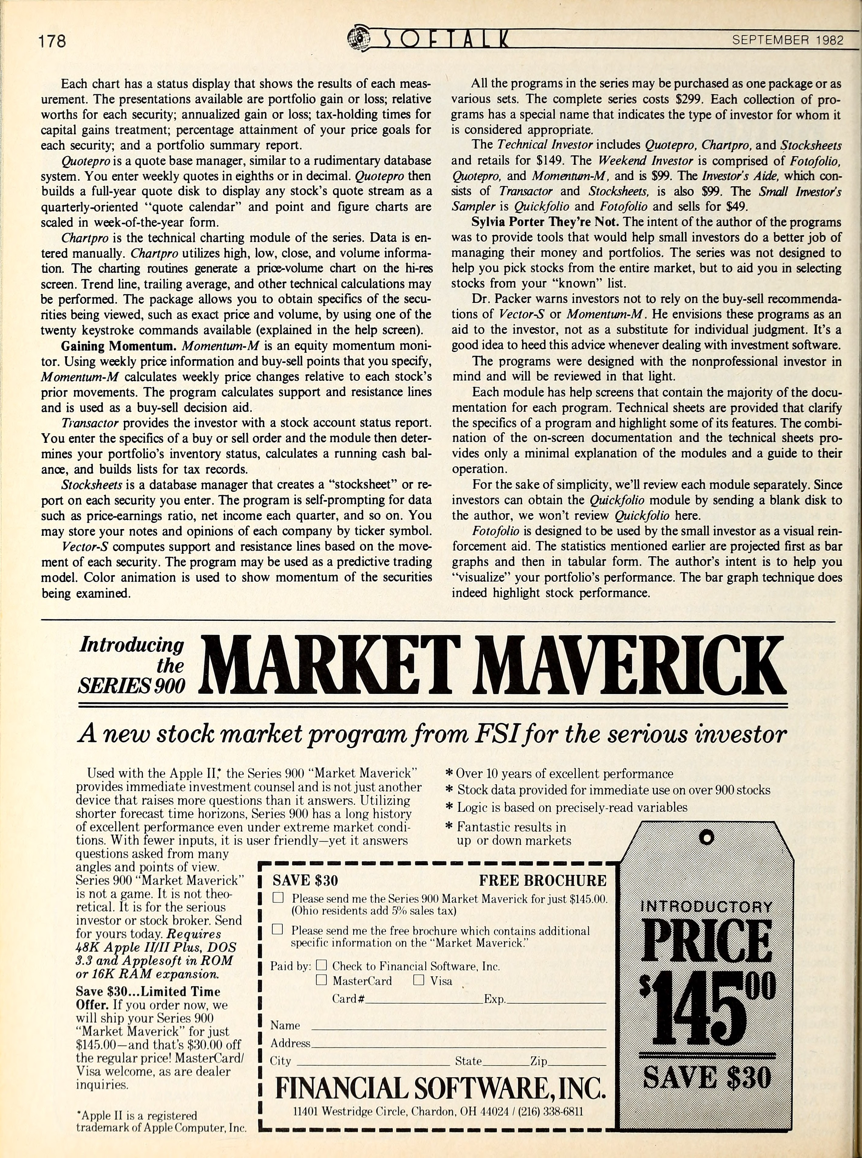 178
SOFTALK
SEPTEMBER 1982
Each chart has a status display that shows the results of each meas-
urement. The presentations available are portfolio gain or loss; relative
worths for each security; annualized gain or loss; tax-holding times for
capital gains treatment; percentage attainment of your price goals for
each security; and a portfolio summary report.
Quotepro is a quote base manager, similar to a rudimentary database
system. You enter weekly quotes in eighths or in decimal. Quotepro then
builds a full-year quote disk to display any stock's quote stream as a
quarterly-oriented "quote calendar" and point and figure charts are
scaled in week-of-the-year form.
Chartpro is the technical charting module of the series. Data is en-
tered manually. Chartpro utilizes high, low, close, and volume informa-
tion. The charting routines generate a price-volume chart on the hi-res
screen. Trend line, trailing average, and other technical calculations may
be performed. The package allows you to obtain specifics of the secu-
rities being viewed, such as exact price and volume, by using one of the
twenty keystroke commands available (explained in the help screen).
Gaining Momentum. Momentum-M is an equity momentum moni-
tor. Using weekly price information and buy-sell points that you specify,
Momentum-M calculates weekly price changes relative to each stock's
prior movements. The program calculates support and resistance lines
and is used as a buy-sell decision aid.
Transactor provides the investor with a stock account status report.
You enter the specifics of a buy or sell order and the module then deter-
mines your portfolio's inventory status, calculates a running cash bal-
ance, and builds lists for tax records.
Stocksheets is a database manager that creates a "stocksheet" or re-
port on each security you enter. The program is self-prompting for data
such as price-earnings ratio, net income each quarter, and so on. You
may store your notes and opinions of each company by ticker symbol.
Vector-S computes support and resistance lines based on the move-
ment of each security. The program may be used as a predictive trading
model. Color animation is used to show momentum of the securities
being examined.
All the programs in the series may be purchased as one package or as
various sets. The complete series costs $299. Each collection of pro-
grams has a special name that indicates the type of investor for whom it
is considered appropriate.
The Technical Investor includes Quotepro, Chartpro, and Stocksheets
and retails for $149. The Weekend Investor is comprised of Fotofolio,
Quotepro, and Momentum-M, and is $99. The Investor's Aide, which con-
sists of Transactor and Stocksheets, is also $99. The Small Investor's
Sampler is Quickfolio and Fotofolio and sells for $49.
Sylvia Porter They're Not. The intent of the author of the programs
was to provide tools that would help small investors do a better job of
managing their money and portfolios. The series was not designed to
help you pick stocks from the entire market, but to aid you in selecting
stocks from your "known" list.
Dr. Packer warns investors not to rely on the buy-sell recommenda-
tions of Vector-S or Momentum-M. He envisions these programs as an
aid to the investor, not as a substitute for individual judgment. It's a
good idea to heed this advice whenever dealing with investment software.
The programs were designed with the nonprofessional investor in
mind and will be reviewed in that light.
Each module has help screens that contain the majority of the docu-
mentation for each program. Technical sheets are provided that clarify
the specifics of a program and highlight some of its features. The combi-
nation of the on-screen documentation and the technical sheets pro-
vides only a minimal explanation of the modules and a guide to their
operation.
For the sake of simplicity, we'll review each module separately. Since
investors can obtain the Quickfolio module by sending a blank disk to
the author, we won't review Quickfolio here.
Fotofolio is designed to be used by the small investor as a visual rein-
forcement aid. The statistics mentioned earlier are projected first as bar
graphs and then in tabular form. The author's intent is to help you
"visualize" your portfolio's performance. The bar graph technique does
indeed highlight stock performance.
Introducing
the
SERIES 900
MARKET MAVERICK
A new stock market program from FSI for the serious investor
Used with the Apple II,* the Series 900 "Market Maverick"
provides immediate investment counsel and is not just another
device that raises more questions than it answers. Utilizing
shorter forecast time horizons, Series 900 has a long history
of excellent performance even under extreme market condi-
tions. With fewer inputs, it is user friendly—yet it answers
questions asked from many
angles and points of view.
Series 900 "Market Maverick"
is not a game. It is not theo-
retical. It is for the serious
investor or stock broker. Send
for yours today. Requires
48K Apple II/II Plus, DOS
3.3 and Applesoft in ROM
or 16K RAM expansion.
Save $30...Limited Time
Offer. If you order now, we
will ship your Series 900
"Market Maverick" for just
$145.00—and that's $30.00 off
the regular price! MasterCard/
Visa welcome, as are dealer
inquiries.
*Apple II is a registered
trademark of Apple Computer, Inc.
* Over 10 years of excellent performance
* Stock data provided for immediate use on over 900 stocks
* Logic is based on precisely-read variables
* Fantastic results in
up or down markets
SAVE $30 FREE BROCHURE
☐ Please send me the Series 900 Market Maverick for just $145.00.
(Ohio residents add 5% sales tax)
☐ Please send me the free brochure which contains additional
specific information on the "Market Maverick."
Paid by: ☐ Check to Financial Software, Inc.
☐ MasterCard ☐ Visa
Card# Exp.
Name
Address
City State Zip
FINANCIAL SOFTWARE, INC.
11401 Westridge Circle, Chardon, OH 44024 / (216) 338-6811
INTRODUCTORY
PRICE
$14500
SAVE $30